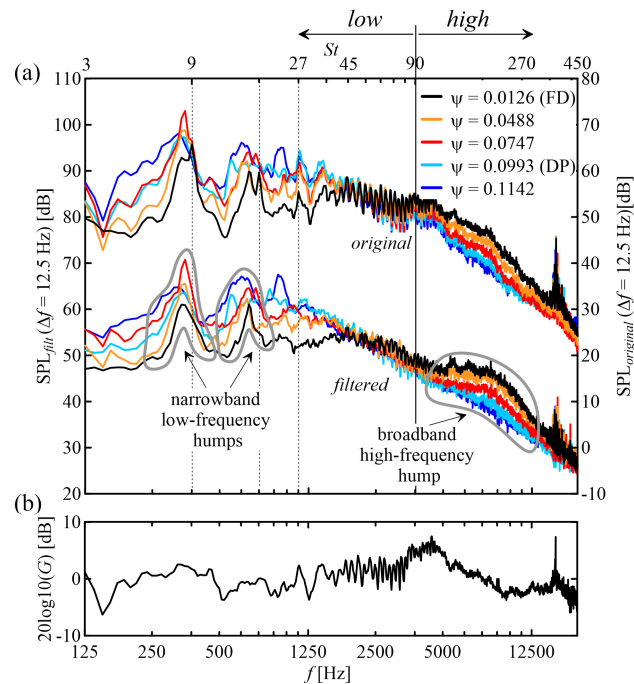 low high
St
3 9 27 45 90 270 450
(a)
110
100
90
80
70
60
50
40
30
20
SPLfilt (Δf = 12.5 Hz) [dB]
80
70
60
50
40
30
20
10
0
-10
SPLoriginal (Δf = 12.5 Hz) [dB]
ψ = 0.0126 (FD)
ψ = 0.0488
ψ = 0.0747
ψ = 0.0993 (DP)
ψ = 0.1142
original
filtered
narrowband
low-frequency
humps
broadband
high-frequency
hump
(b)
10
0
-10
20log10(G) [dB]
125 250 500 1250 2500 5000 12500
f [Hz]